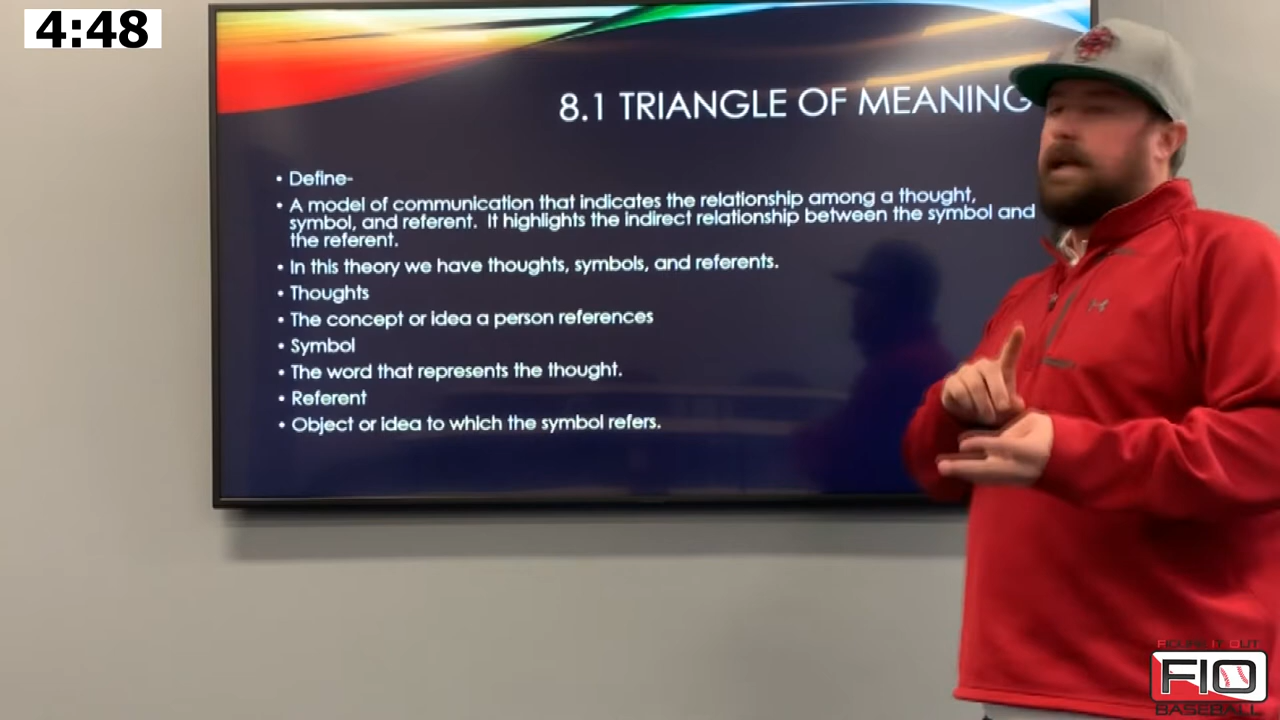 4:48
8.1 TRIANGLE OF MEANING
• Define-
• A model of communication that indicates the relationship among a thought,
symbol, and referent. It highlights the indirect relationship between the symbol and
the referent.
• In this theory we have thoughts, symbols, and referents.
• Thoughts
• The concept or idea a person references
• Symbol
• The word that represents the thought.
• Referent
• Object or idea to which the symbol refers.
FIGURE IT OUT
FIO
BASEBALL